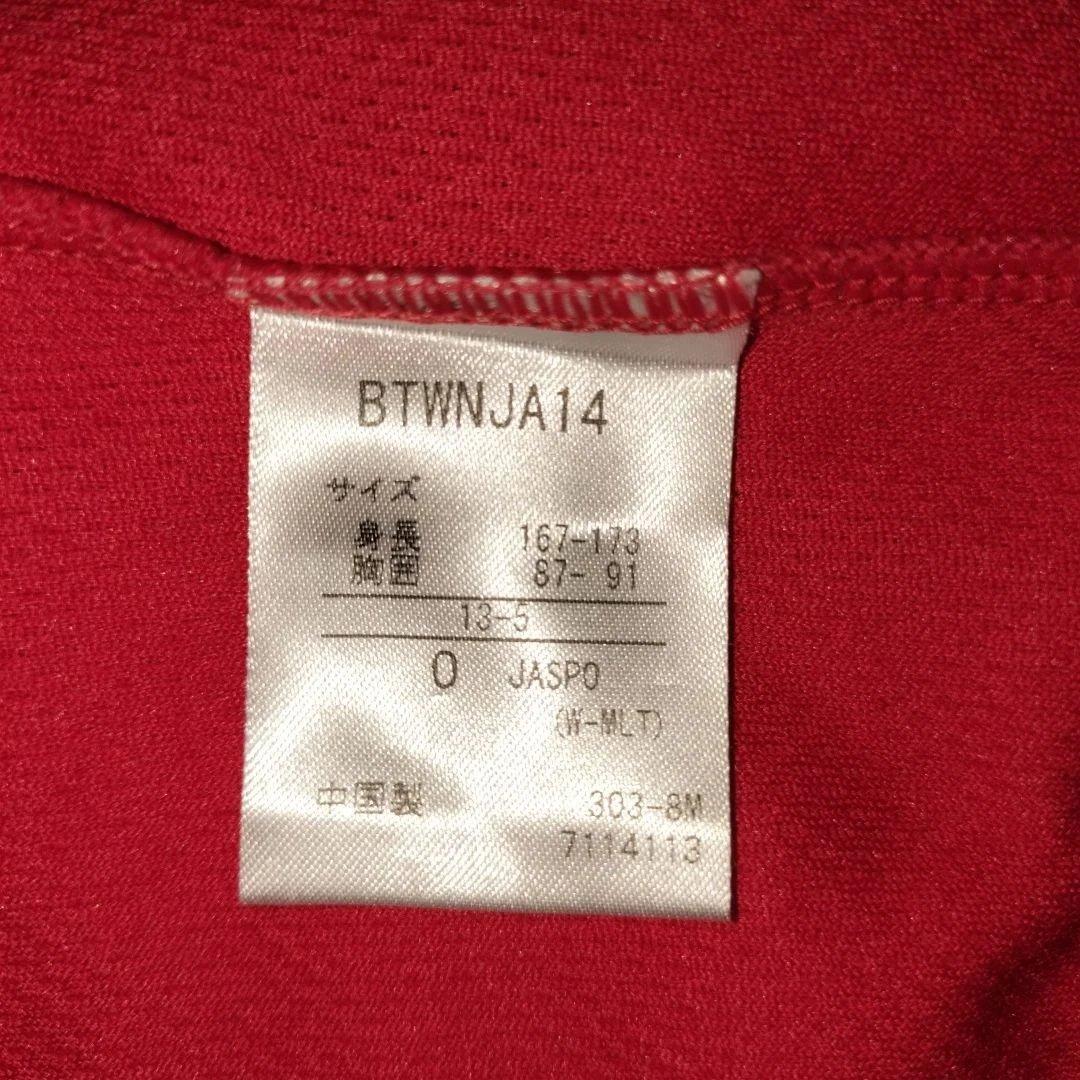 BTWNJA14
サイズ
身長 167-173
胸囲 87- 91
13-5
O JASPO
(W-MLT)
中国製 303-8M
7114113